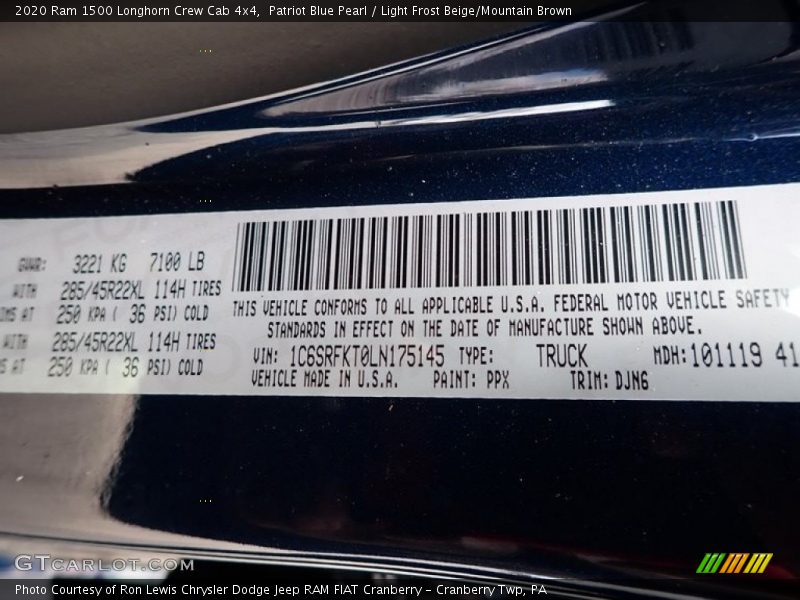 2020 Ram 1500 Longhorn Crew Cab 4x4,  Patriot Blue Pearl / Light Frost Beige/Mountain Brown
GVWR: 3221 KG 7100 LB
WITH 285/45R22XL 114H TIRES
AT 250 KPA ( 36 PSI) COLD
WITH 285/45R22XL 114H TIRES
AT 250 KPA ( 36 PSI) COLD
THIS VEHICLE CONFORMS TO ALL APPLICABLE U.S.A. FEDERAL MOTOR VEHICLE SAFETY
STANDARDS IN EFFECT ON THE DATE OF MANUFACTURE SHOWN ABOVE.
VIN: 1C6SRFKT0LN175145 TYPE: TRUCK MDH:101119 41
VEHICLE MADE IN U.S.A. PAINT: PPX TRIM: DJN6
GTCARLOT.COM
Photo Courtesy of Ron Lewis Chrysler Dodge Jeep RAM FIAT Cranberry – Cranberry Twp, PA